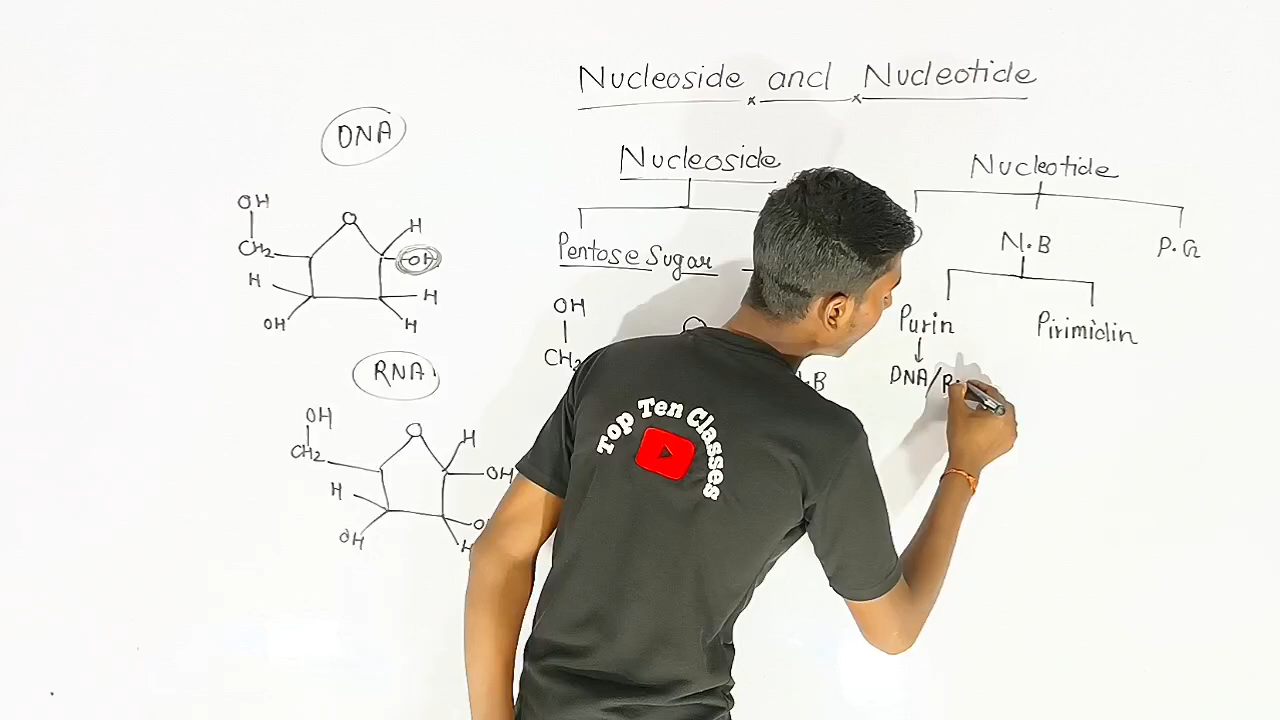 Nucleoside and Nucleotide
DNA
OH
CH2
O
H
OH
H
H
OH
H
RNA
OH
CH2
O
H
OH
H
OH
H
Nucleoside
Pentose Sugar
OH
CH2
O
Nucleotide
N.B
P.G
Purin
Pirimidin
DNA/R
Top Ten Classes